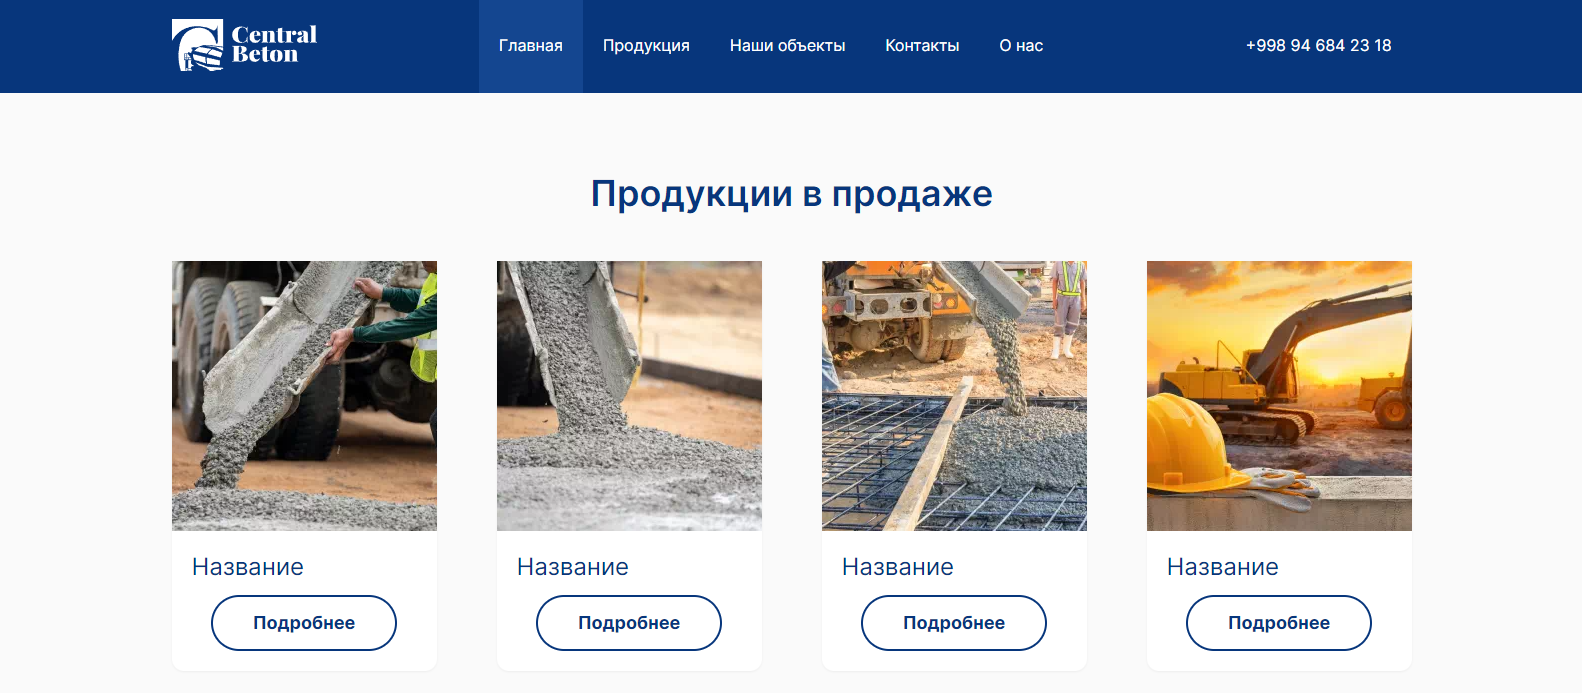 Central
Beton
Главная Продукция Наши объекты Контакты О нас +998 94 684 23 18
Продукции в продаже
Название Название Название Название
Подробнее Подробнее Подробнее Подробнее